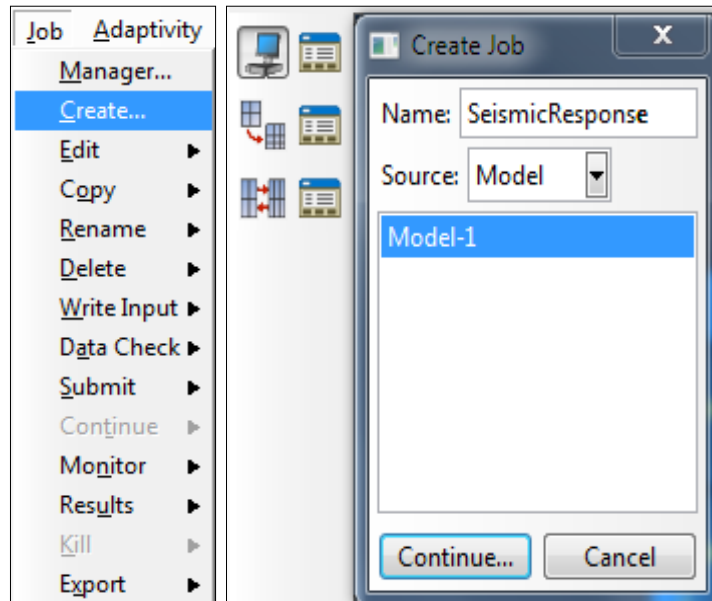 Job Adaptivity
Manager...
Create...
Edit
Copy
Rename
Delete
Write Input
Data Check
Submit
Continue
Monitor
Results
Kill
Export
Create Job
Name: SeismicResponse
Source: Model
Model-1
Continue... Cancel